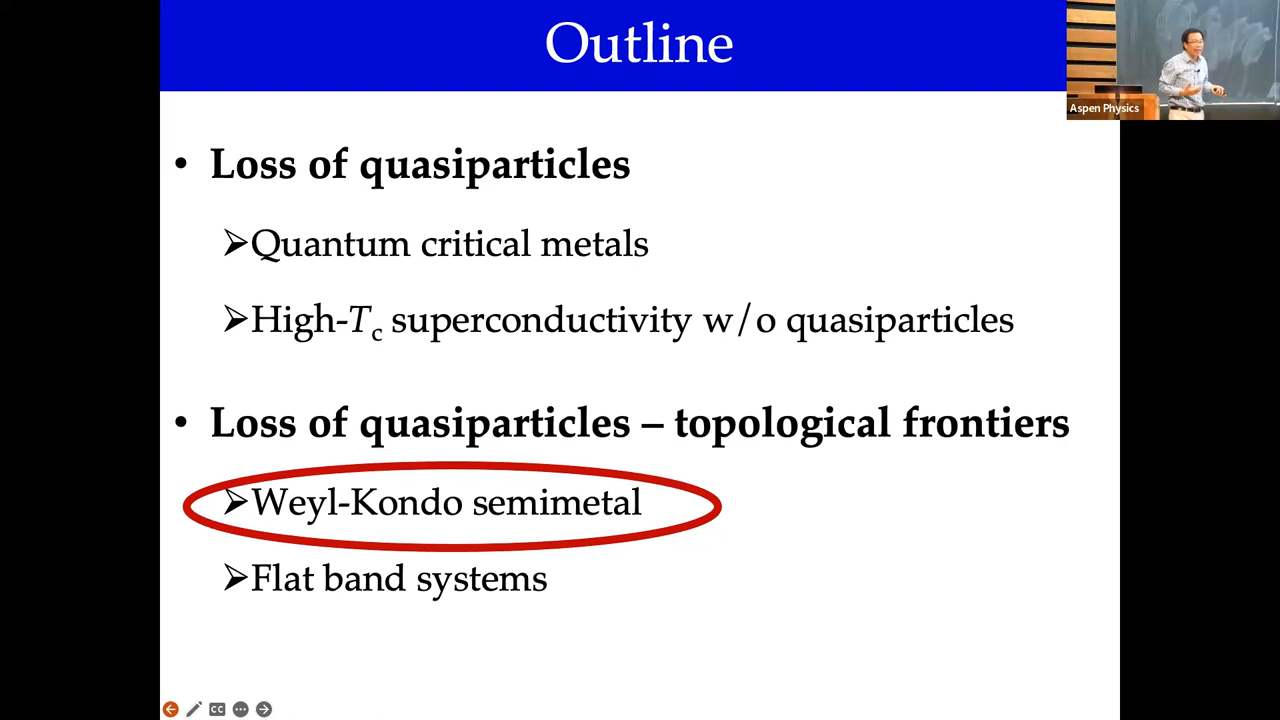 Outline
Aspen Physics
• Loss of quasiparticles
➢Quantum critical metals
➢High-Tc superconductivity w/o quasiparticles
• Loss of quasiparticles – topological frontiers
➢Weyl-Kondo semimetal
➢Flat band systems
CC